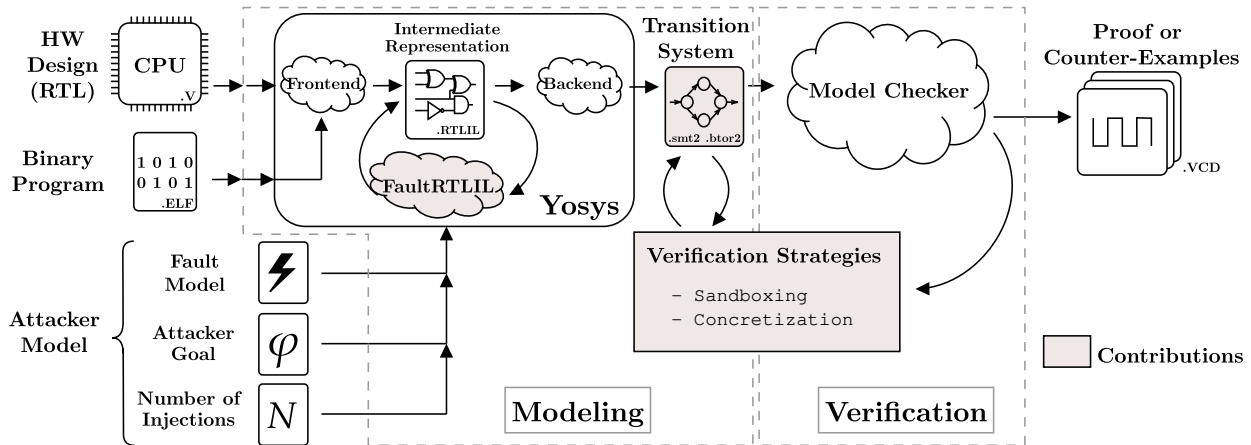 HW
Design
(RTL)
CPU
.V
Binary
Program
1 0 1 0
0 1 0 1
.ELF
Frontend
Intermediate
Representation
.RTLIL
Backend
FaultRTLIL
Yosys
Transition
System
.smt2 .btor2
Model Checker
Proof or
Counter-Examples
.VCD
Attacker
Model
Fault
Model
Attacker
Goal
φ
Number of
Injections
N
Verification Strategies
- Sandboxing
- Concretization
Contributions
Modeling
Verification